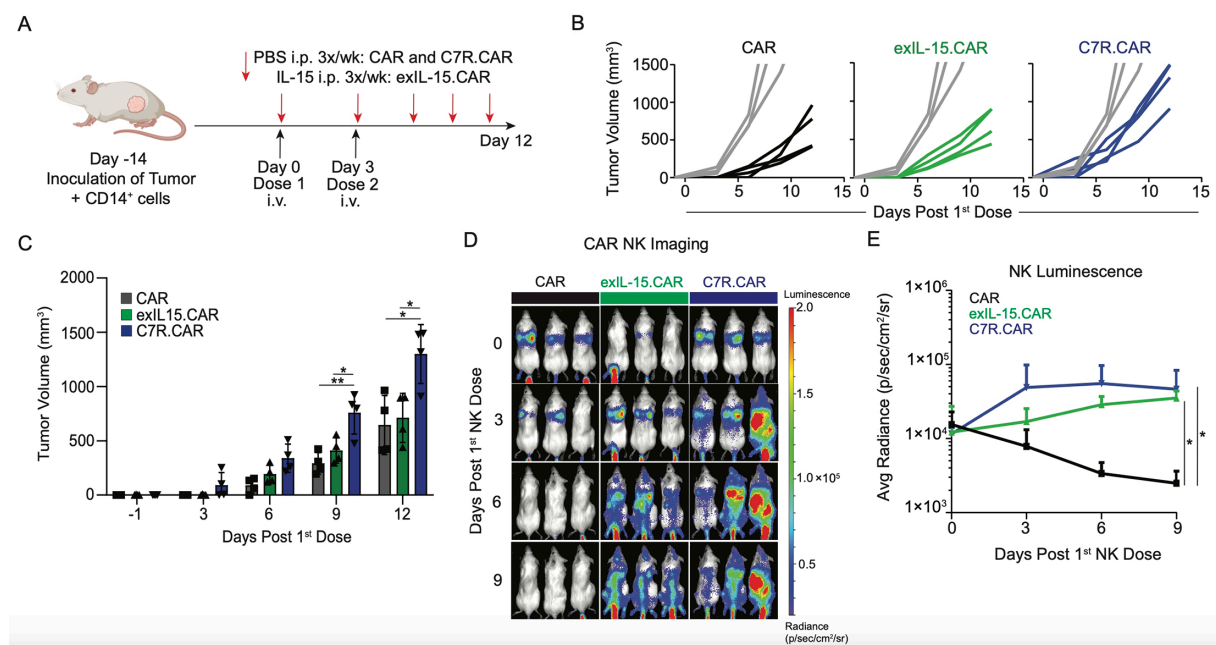 A
PBS i.p. 3x/wk: CAR and C7R.CAR
IL-15 i.p. 3x/wk: exIL-15.CAR
Day 12
Day -14
Inoculation of Tumor
+ CD14⁺ cells
Day 0
Dose 1
i.v.
Day 3
Dose 2
i.v.
B
CAR
exIL-15.CAR
C7R.CAR
Tumor Volume (mm³)
1500
1000
500
0
0 5 10 15
0 5 10 15
0 5 10 15
Days Post 1ˢᵗ Dose
C
Tumor Volume (mm³)
2000
1500
1000
500
0
CAR
exIL15.CAR
C7R.CAR
*
**
*
*
*
-1 3 6 9 12
Days Post 1ˢᵗ Dose
D
CAR NK Imaging
CAR
exIL-15.CAR
C7R.CAR
Days Post 1ˢᵗ NK Dose
0
3
6
9
Luminescence
2.0
1.5
1.0×10⁵
0.5
Radiance
(p/sec/cm²/sr)
E
NK Luminescence
Avg Radiance (p/sec/cm²/sr)
1×10⁶
1×10⁵
1×10⁴
1×10³
CAR
exIL-15.CAR
C7R.CAR
*
*
0 3 6 9
Days Post 1ˢᵗ NK Dose